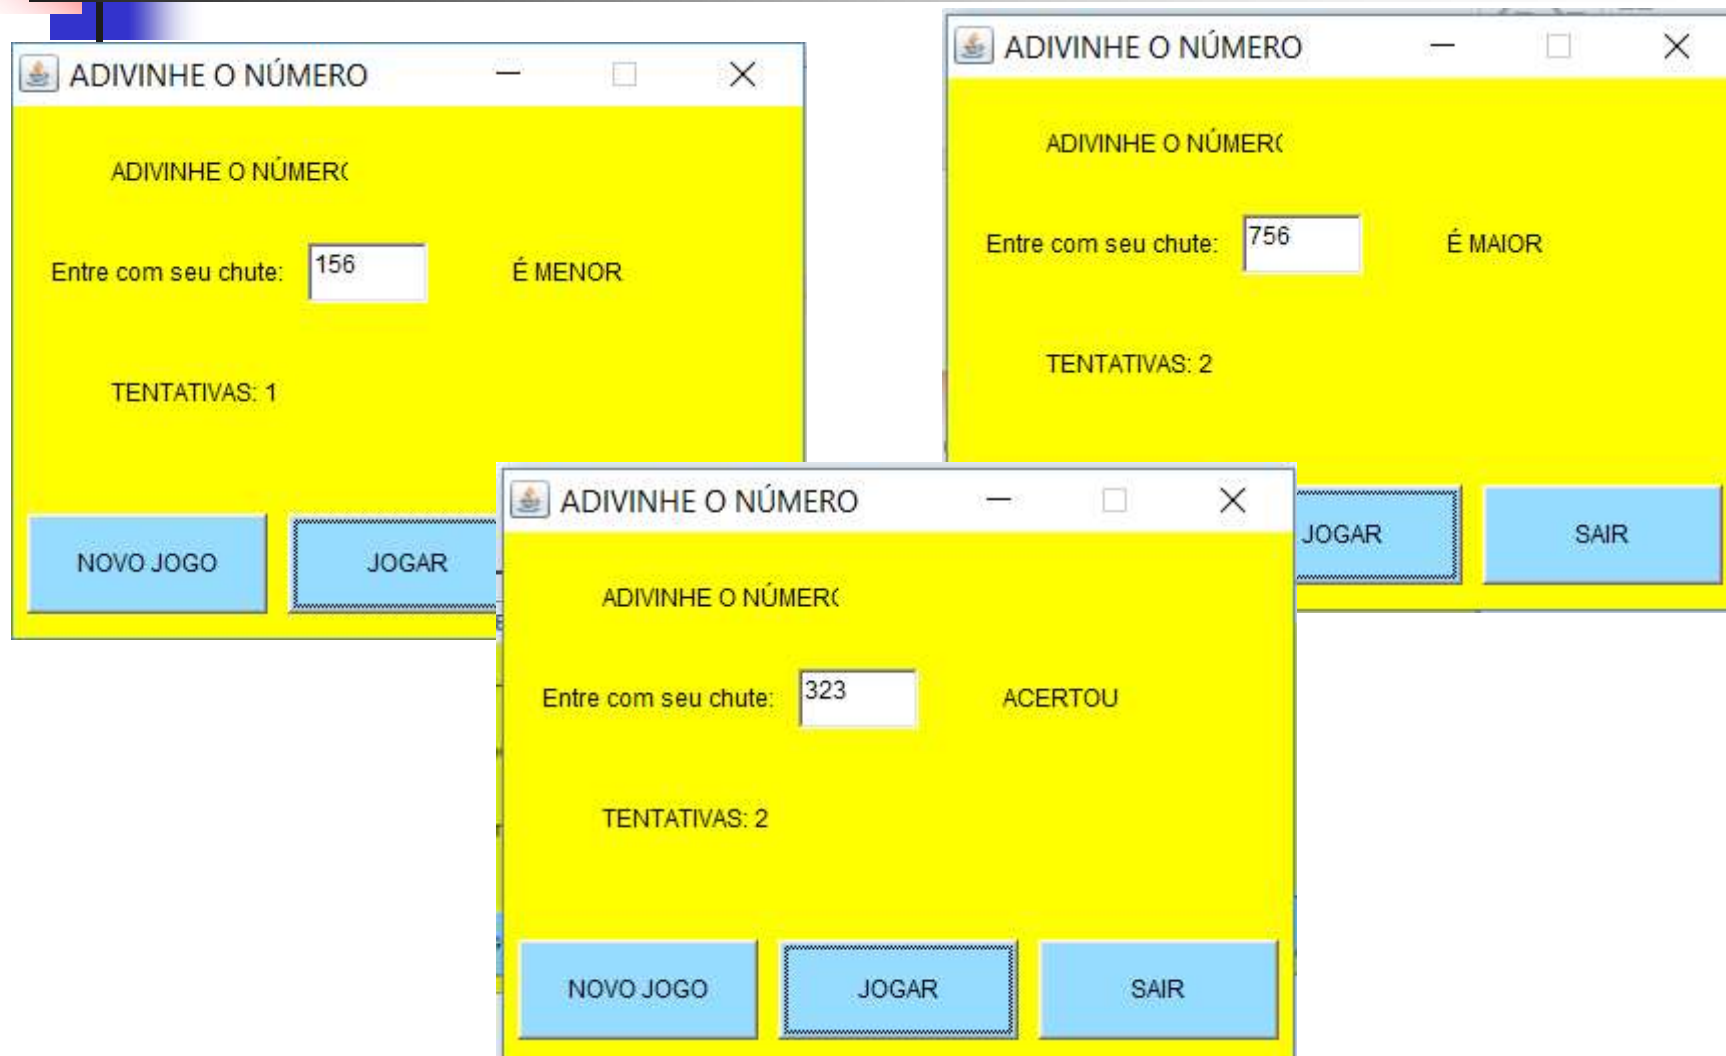 ADIVINHE O NÚMERO
ADIVINHE O NÚMER
Entre com seu chute: 156 É MENOR
TENTATIVAS: 1
NOVO JOGO JOGAR
ADIVINHE O NÚMERO
ADIVINHE O NÚMER
Entre com seu chute: 756 É MAIOR
TENTATIVAS: 2
JOGAR SAIR
ADIVINHE O NÚMERO
ADIVINHE O NÚMER
Entre com seu chute: 323 ACERTOU
TENTATIVAS: 2
NOVO JOGO JOGAR SAIR